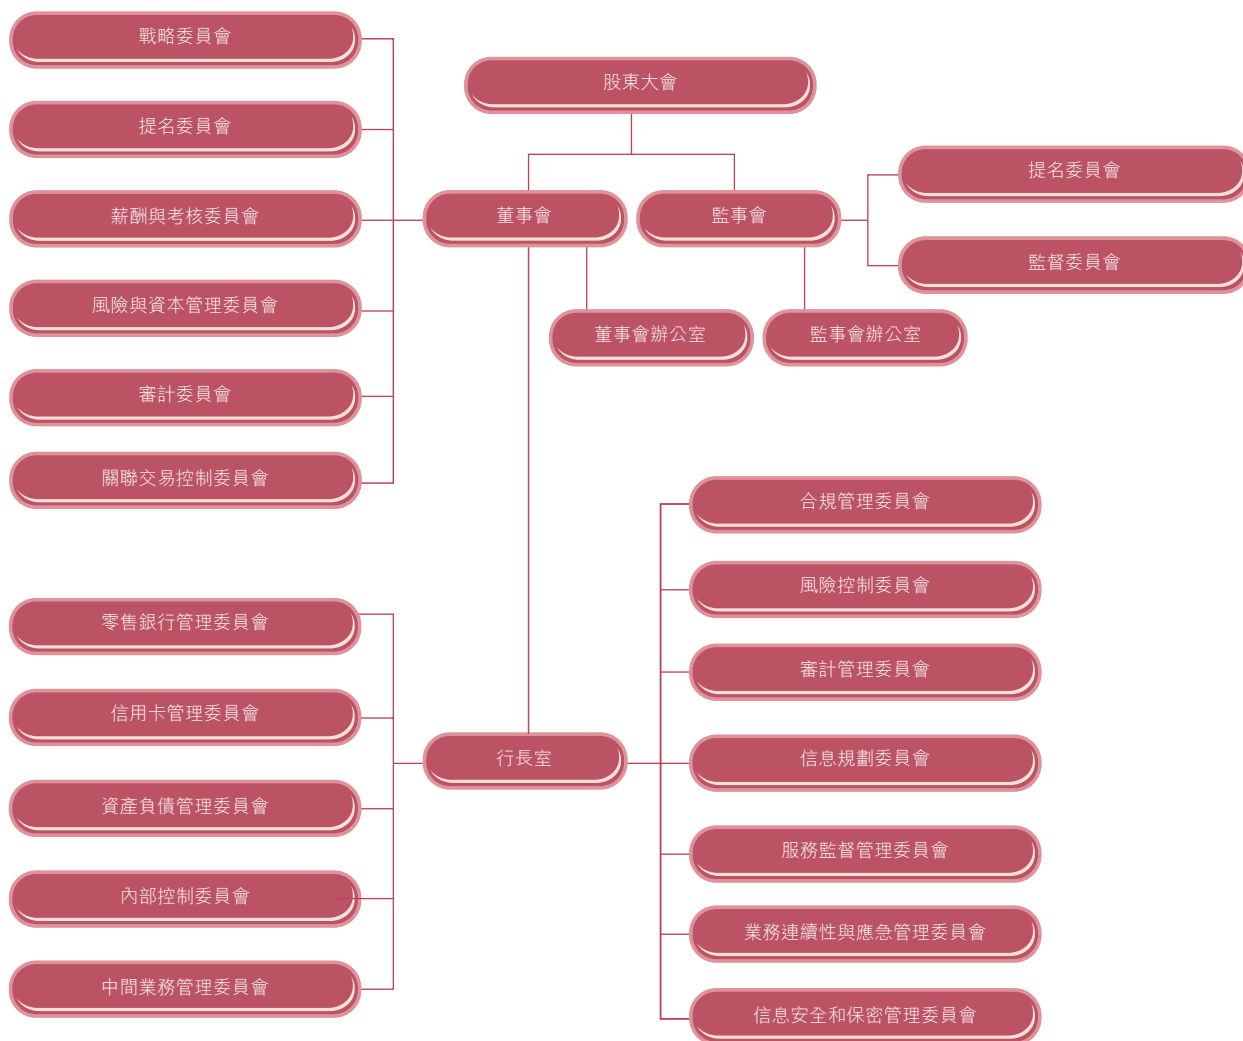 戰略委員會
提名委員會
薪酬與考核委員會
風險與資本管理委員會
審計委員會
關聯交易控制委員會
股東大會
董事會
監事會
提名委員會
監督委員會
董事會辦公室
監事會辦公室
零售銀行管理委員會
信用卡管理委員會
資產負債管理委員會
內部控制委員會
中間業務管理委員會
行長室
合規管理委員會
風險控制委員會
審計管理委員會
信息規劃委員會
服務監督管理委員會
業務連續性與應急管理委員會
信息安全和保密管理委員會